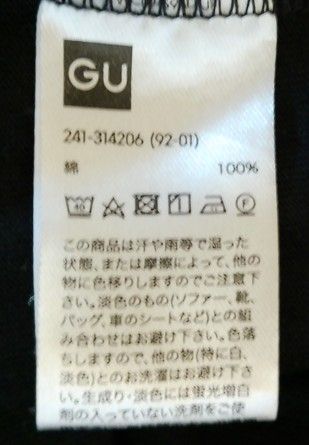 GU
241-314206 (92-01)
綿 100%
40
F
この商品は汗や雨等で湿った
状態、または摩擦によって、他の
物に色移りしますのでご注意下
さい。淡色のもの(ソファー、靴、
バッグ、車のシートなど)との組
み合わせはお避け下さい。色落
ちしますので、他の物(特に白、
淡色)とのお洗濯はお避け下さ
い。生成り・淡色には蛍光増白
剤の入っていない洗剤をご使